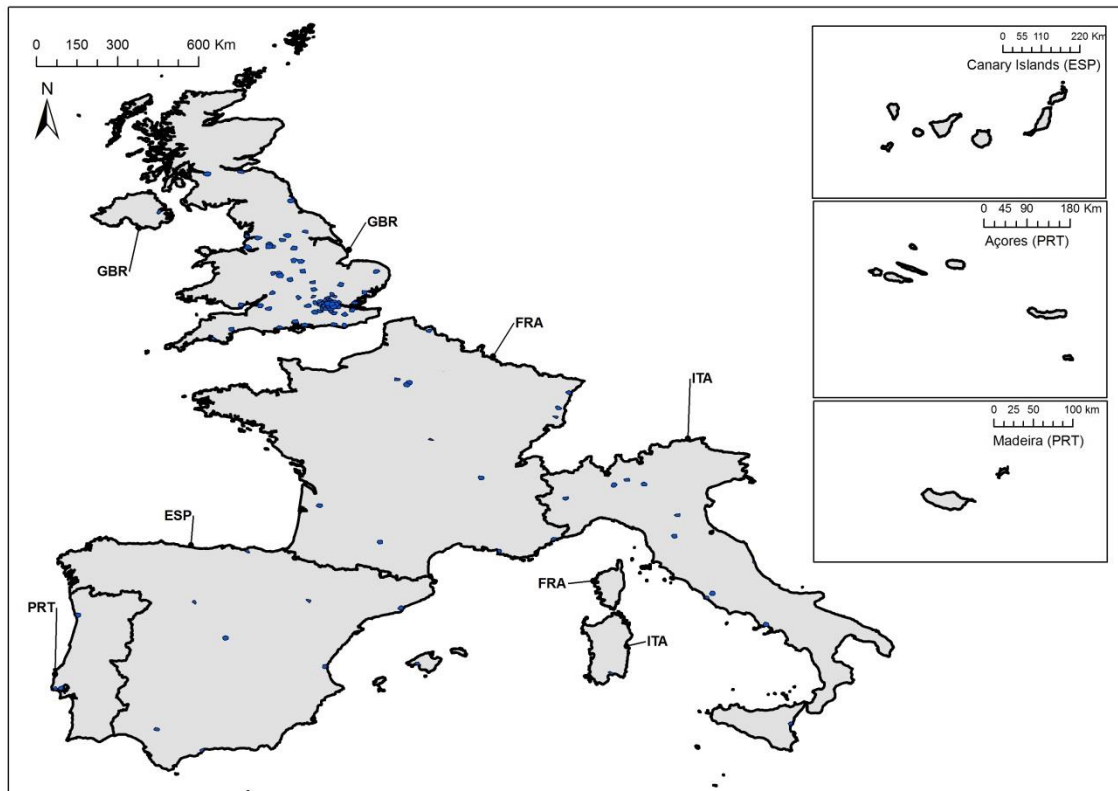 0 150 300 600 Km
N
GBR
GBR
FRA
ITA
ESP
PRT
FRA
ITA
0 55 110 220 Km
Canary Islands (ESP)
0 45 90 180 Km
Açores (PRT)
0 25 50 100 km
Madeira (PRT)